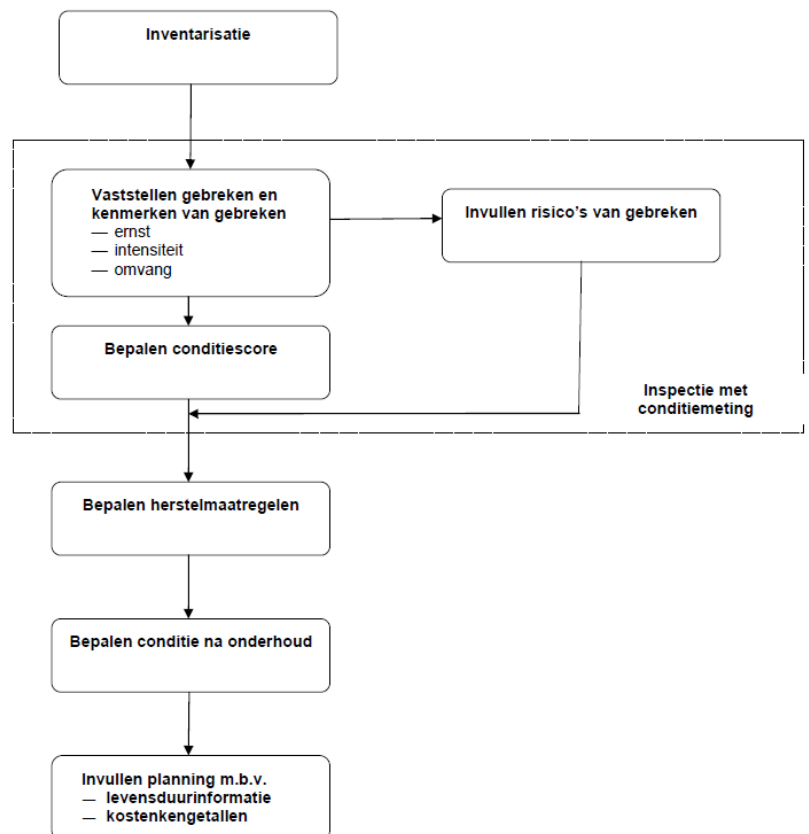 Inventarisatie
Vaststellen gebreken en
kenmerken van gebreken
— ernst
— intensiteit
— omvang
Invullen risico's van gebreken
Bepalen conditiescore
Inspectie met
conditiemeting
Bepalen herstelmaatregelen
Bepalen conditie na onderhoud
Invullen planning m.b.v.
— levensduurinformatie
— kostenkengetallen